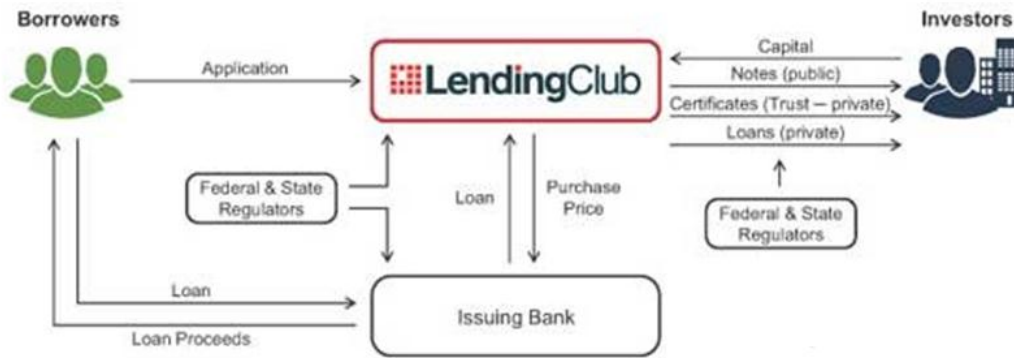 Borrowers
Investors
Application
LendingClub
Capital
Notes (public)
Certificates (Trust — private)
Loans (private)
Federal & State
Regulators
Loan
Purchase
Price
Federal & State
Regulators
Loan
Issuing Bank
Loan Proceeds